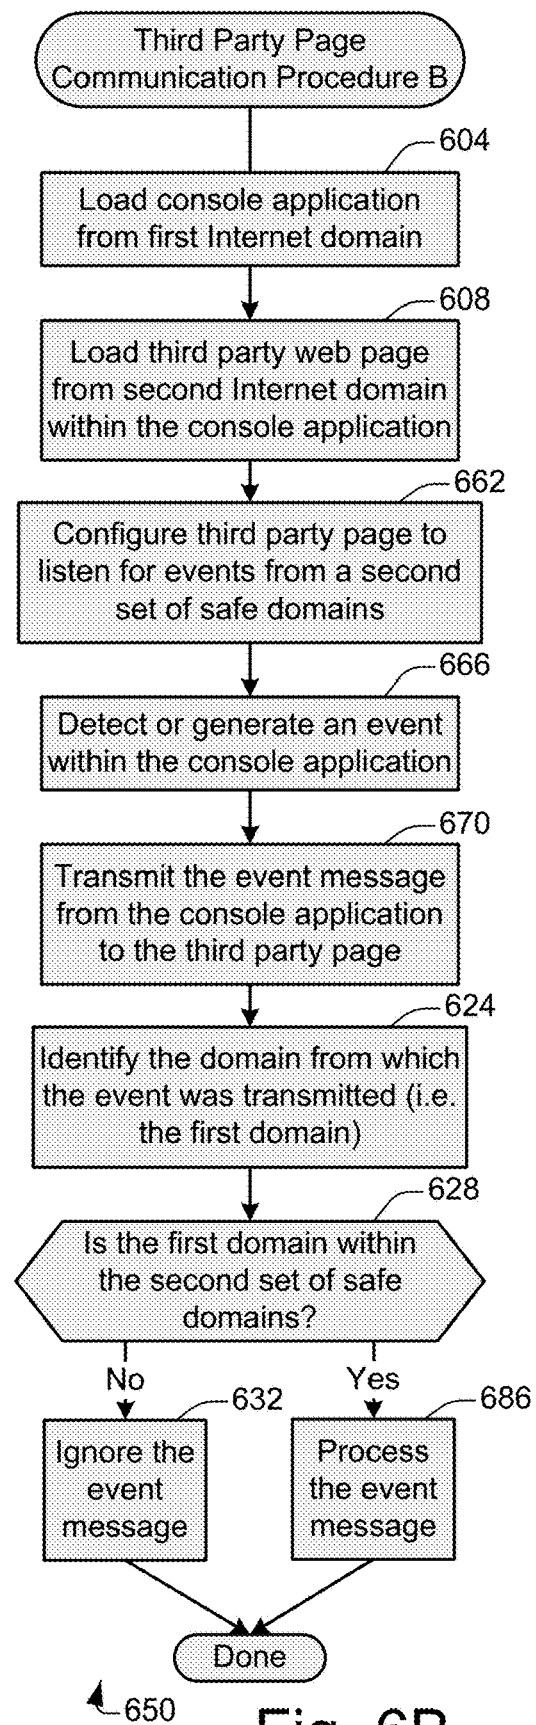 Third Party Page
Communication Procedure B
604
Load console application
from first Internet domain
608
Load third party web page
from second Internet domain
within the console application
662
Configure third party page to
listen for events from a second
set of safe domains
666
Detect or generate an event
within the console application
670
Transmit the event message
from the console application
to the third party page
624
Identify the domain from which
the event was transmitted (i.e.
the first domain)
628
Is the first domain within
the second set of safe
domains?
No
Yes
632
686
Ignore the
event
message
Process
the event
message
Done
650
Fig. 6B